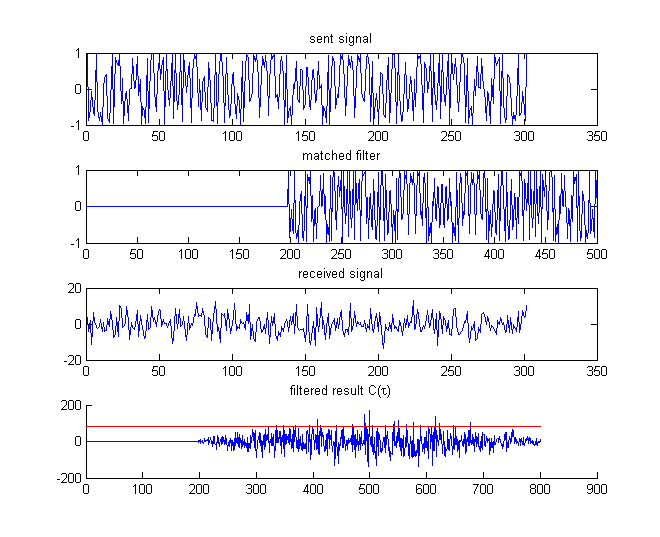 sent signal
1
0
-1
0 50 100 150 200 250 300 350
matched filter
1
0
-1
0 50 100 150 200 250 300 350 400 450 500
received signal
20
0
-20
0 50 100 150 200 250 300 350
filtered result C(τ)
200
0
-200
0 100 200 300 400 500 600 700 800 900